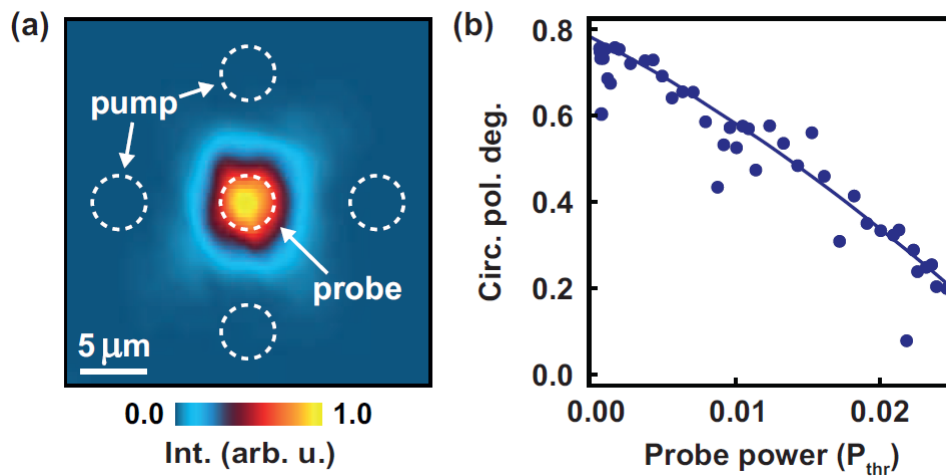 (a)
pump
probe
5 μm
0.0 1.0
Int. (arb. u.)
(b)
Circ. pol. deg.
0.8
0.6
0.4
0.2
0.0
0.00 0.01 0.02
Probe power (P_thr)